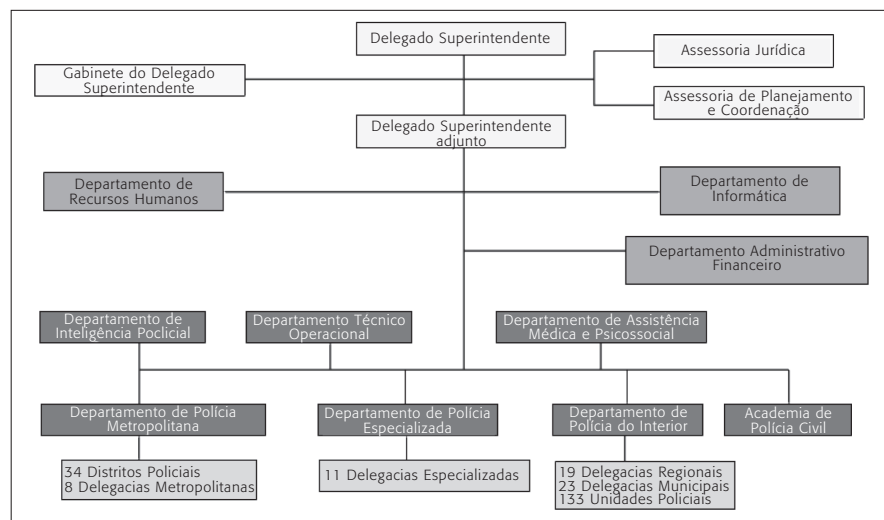 Delegado Superintendente
Assessoria Jurídica
Gabinete do Delegado
Superintendente
Assessoria de Planejamento
e Coordenação
Delegado Superintendente
adjunto
Departamento de
Recursos Humanos
Departamento de
Informática
Departamento Administrativo
Financeiro
Departamento de
Inteligência Poclicial
Departamento Técnico
Operacional
Departamento de Assistência
Médica e Psicossocial
Departamento de Polícia
Metropolitana
Departamento de Polícia
Especializada
Departamento de
Polícia do Interior
Academia de
Polícia Civil
34 Distritos Policiais
8 Delegacias Metropolitanas
11 Delegacias Especializadas
19 Delegacias Regionais
23 Delegacias Municipais
133 Unidades Policiais